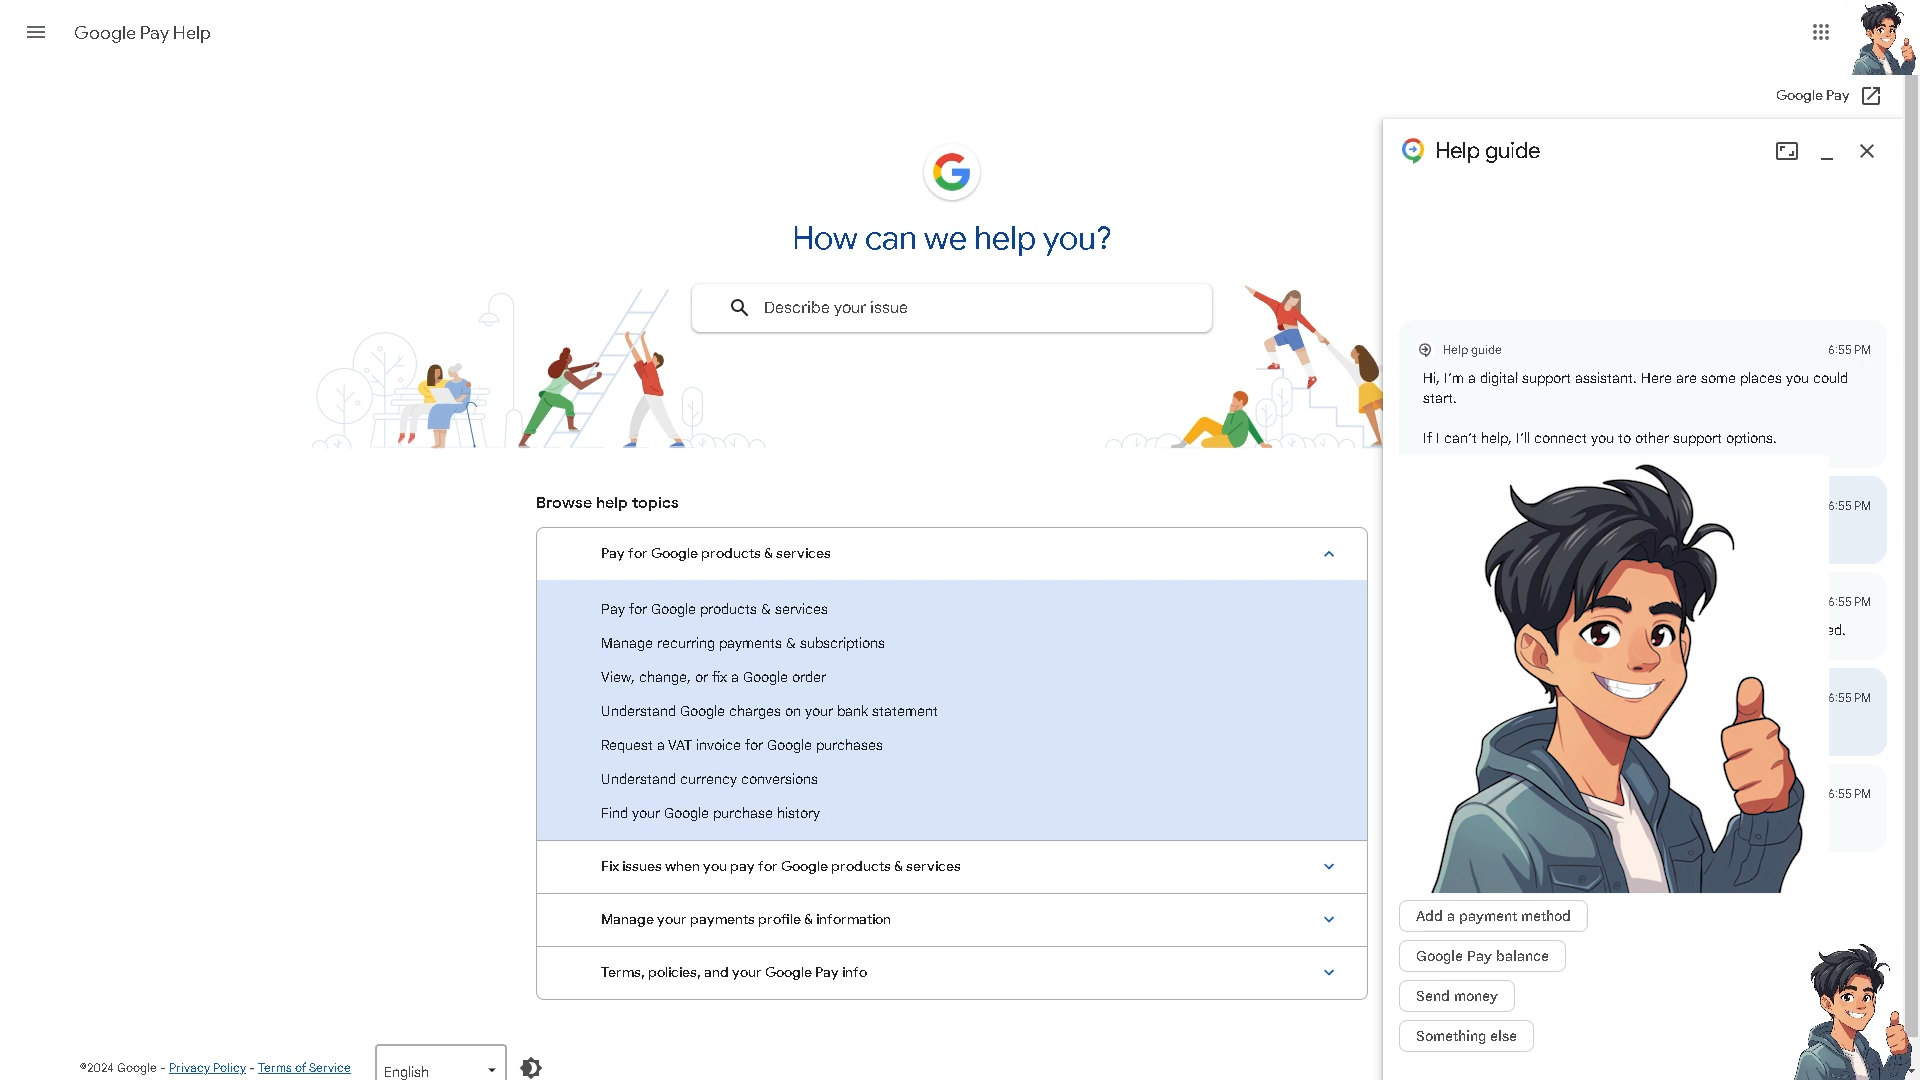 Google Pay Help
Google Pay
How can we help you?
Describe your issue
Browse help topics
Pay for Google products & services
Pay for Google products & services
Manage recurring payments & subscriptions
View, change, or fix a Google order
Understand Google charges on your bank statement
Request a VAT invoice for Google purchases
Understand currency conversions
Find your Google purchase history
Fix issues when you pay for Google products & services
Manage your payments profile & information
Terms, policies, and your Google Pay info
©2024 Google - Privacy Policy - Terms of Service
English
Help guide
Help guide 6:55 PM
Hi, I'm a digital support assistant. Here are some places you could
start.
If I can't help, I'll connect you to other support options.
6:55 PM
6:55 PM
6:55 PM
6:55 PM
Add a payment method
Google Pay balance
Send money
Something else